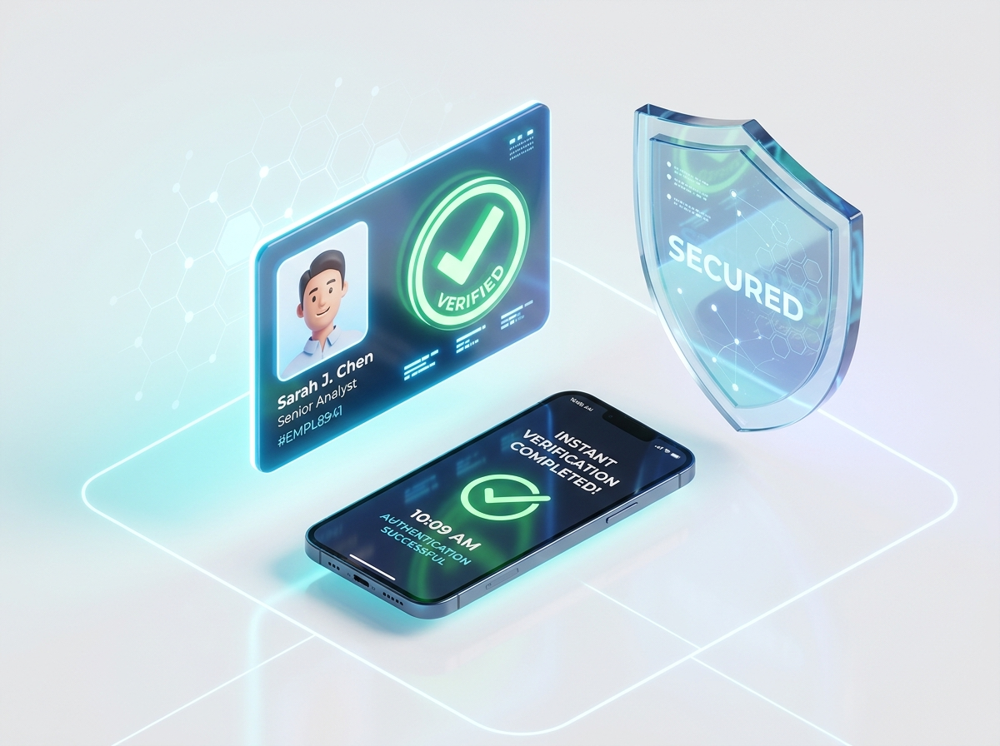 VERIFIED
Sarah J. Chen
Senior Analyst
#EMPL8941
SECURED
INSTANT
VERIFICATION
COMPLETED!
10:09 AM
AUTHENTICATION
SUCCESSFUL